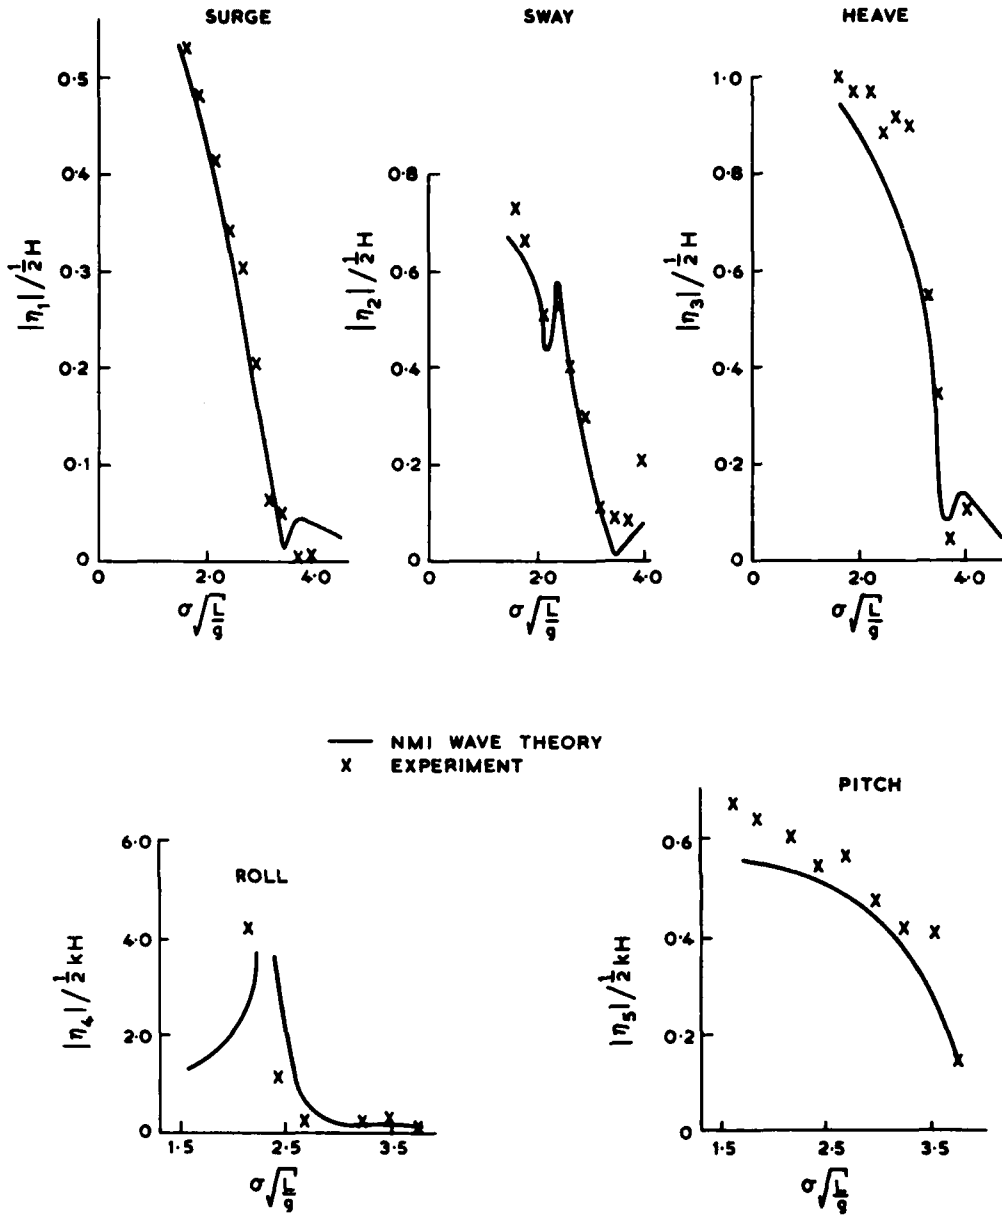 SURGE
SWAY
HEAVE
0·5
0·4
0·3
0·2
0·1
0
0
2·0
4·0
|η₁|/½H
σ√L/g
0·8
0·6
0·4
0·2
0
0
2·0
4·0
|η₂|/½H
σ√L/g
1·0
0·8
0·6
0·4
0·2
0
0
2·0
4·0
|η₃|/½H
σ√L/g
NMI WAVE THEORY
X EXPERIMENT
ROLL
6·0
4·0
2·0
0
1·5
2·5
3·5
|η₄|/½kH
σ√L/g
PITCH
0·6
0·4
0·2
0
1·5
2·5
3·5
|η₅|/½kH
σ√L/g